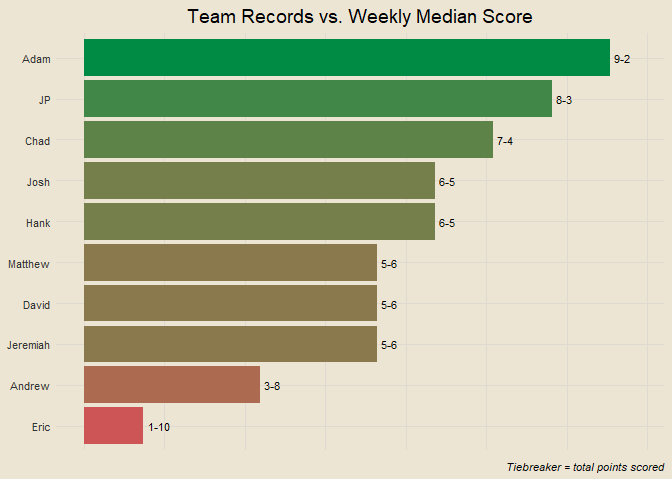 Team Records vs. Weekly Median Score
Adam 9-2
JP 8-3
Chad 7-4
Josh 6-5
Hank 6-5
Matthew 5-6
David 5-6
Jeremiah 5-6
Andrew 3-8
Eric 1-10
Tiebreaker = total points scored